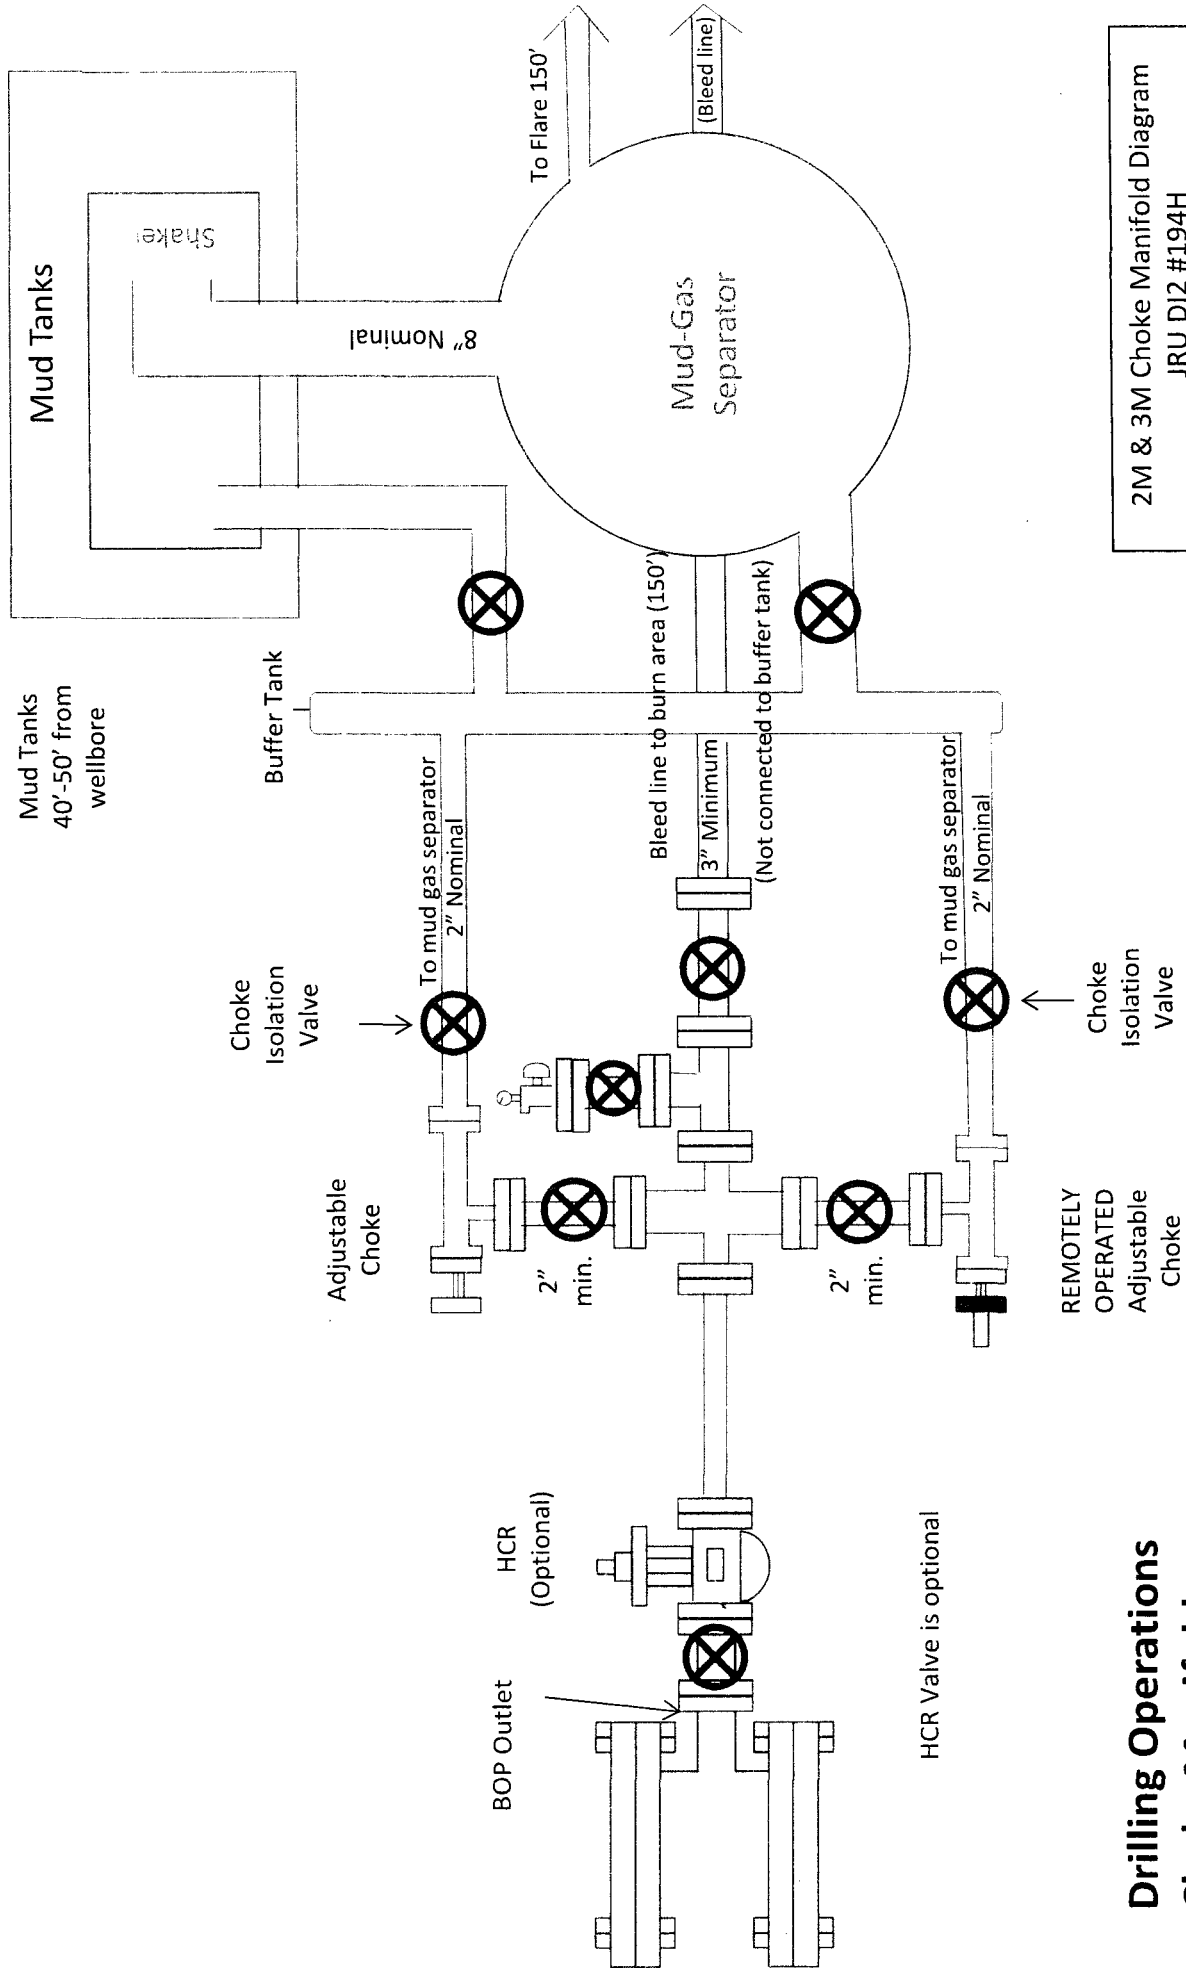 Mud Tanks
40'-50' from
wellbore
Mud Tanks
Shaker
8" Nominal
To Flare 150'
(Bleed line)
Mud-Gas
Separator
Buffer Tank
To mud gas separator
2" Nominal
Choke
Isolation
Valve
Bleed line to burn area (150')
3" Minimum
(Not connected to buffer tank)
To mud gas separator
2" Nominal
Choke
Isolation
Valve
Adjustable
Choke
2"
min.
2"
min.
REMOTELY
OPERATED
Adjustable
Choke
HCR
(Optional)
BOP Outlet
HCR Valve is optional
Drilling Operations
2M & 3M Choke Manifold Diagram
JRU DI2 #194H